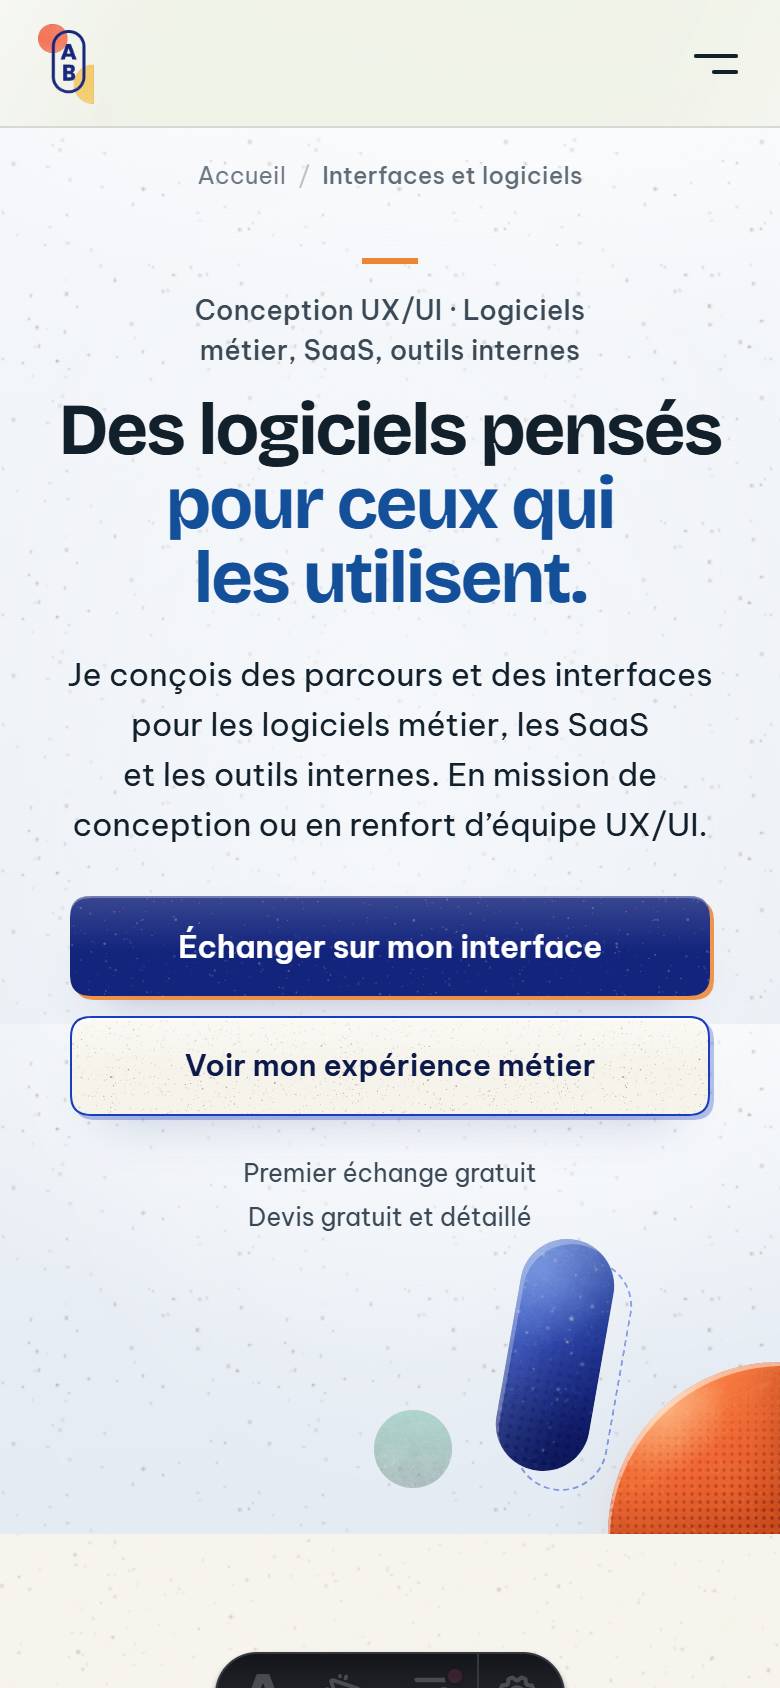 A
B
Accueil / Interfaces et logiciels
Conception UX/UI · Logiciels
métier, SaaS, outils internes
Des logiciels pensés
pour ceux qui
les utilisent.
Je conçois des parcours et des interfaces
pour les logiciels métier, les SaaS
et les outils internes. En mission de
conception ou en renfort d’équipe UX/UI.
Échanger sur mon interface
Voir mon expérience métier
Premier échange gratuit
Devis gratuit et détaillé